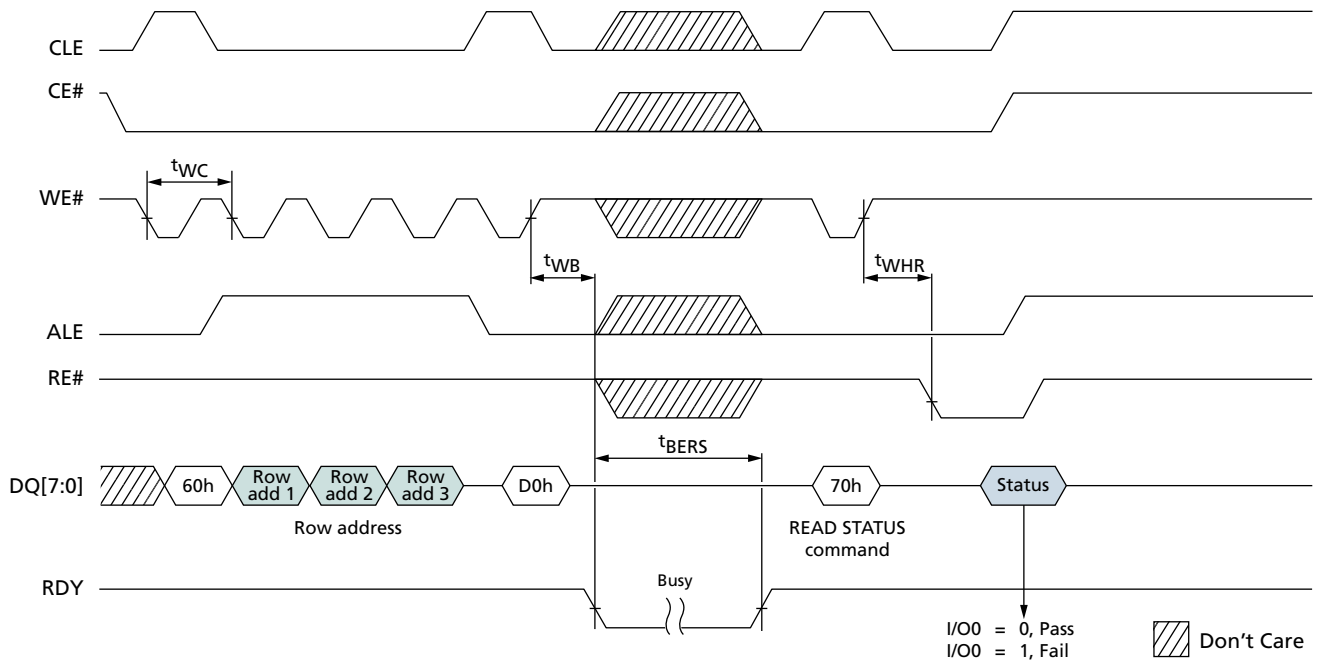 CLE
CE#
tWC
WE#
tWB
tWHR
ALE
RE#
tBERS
DQ[7:0]
60h
Row
add 1
Row
add 2
Row
add 3
D0h
70h
Status
Row address
READ STATUS
command
RDY
Busy
I/O0 = 0, Pass
I/O0 = 1, Fail
Don't Care